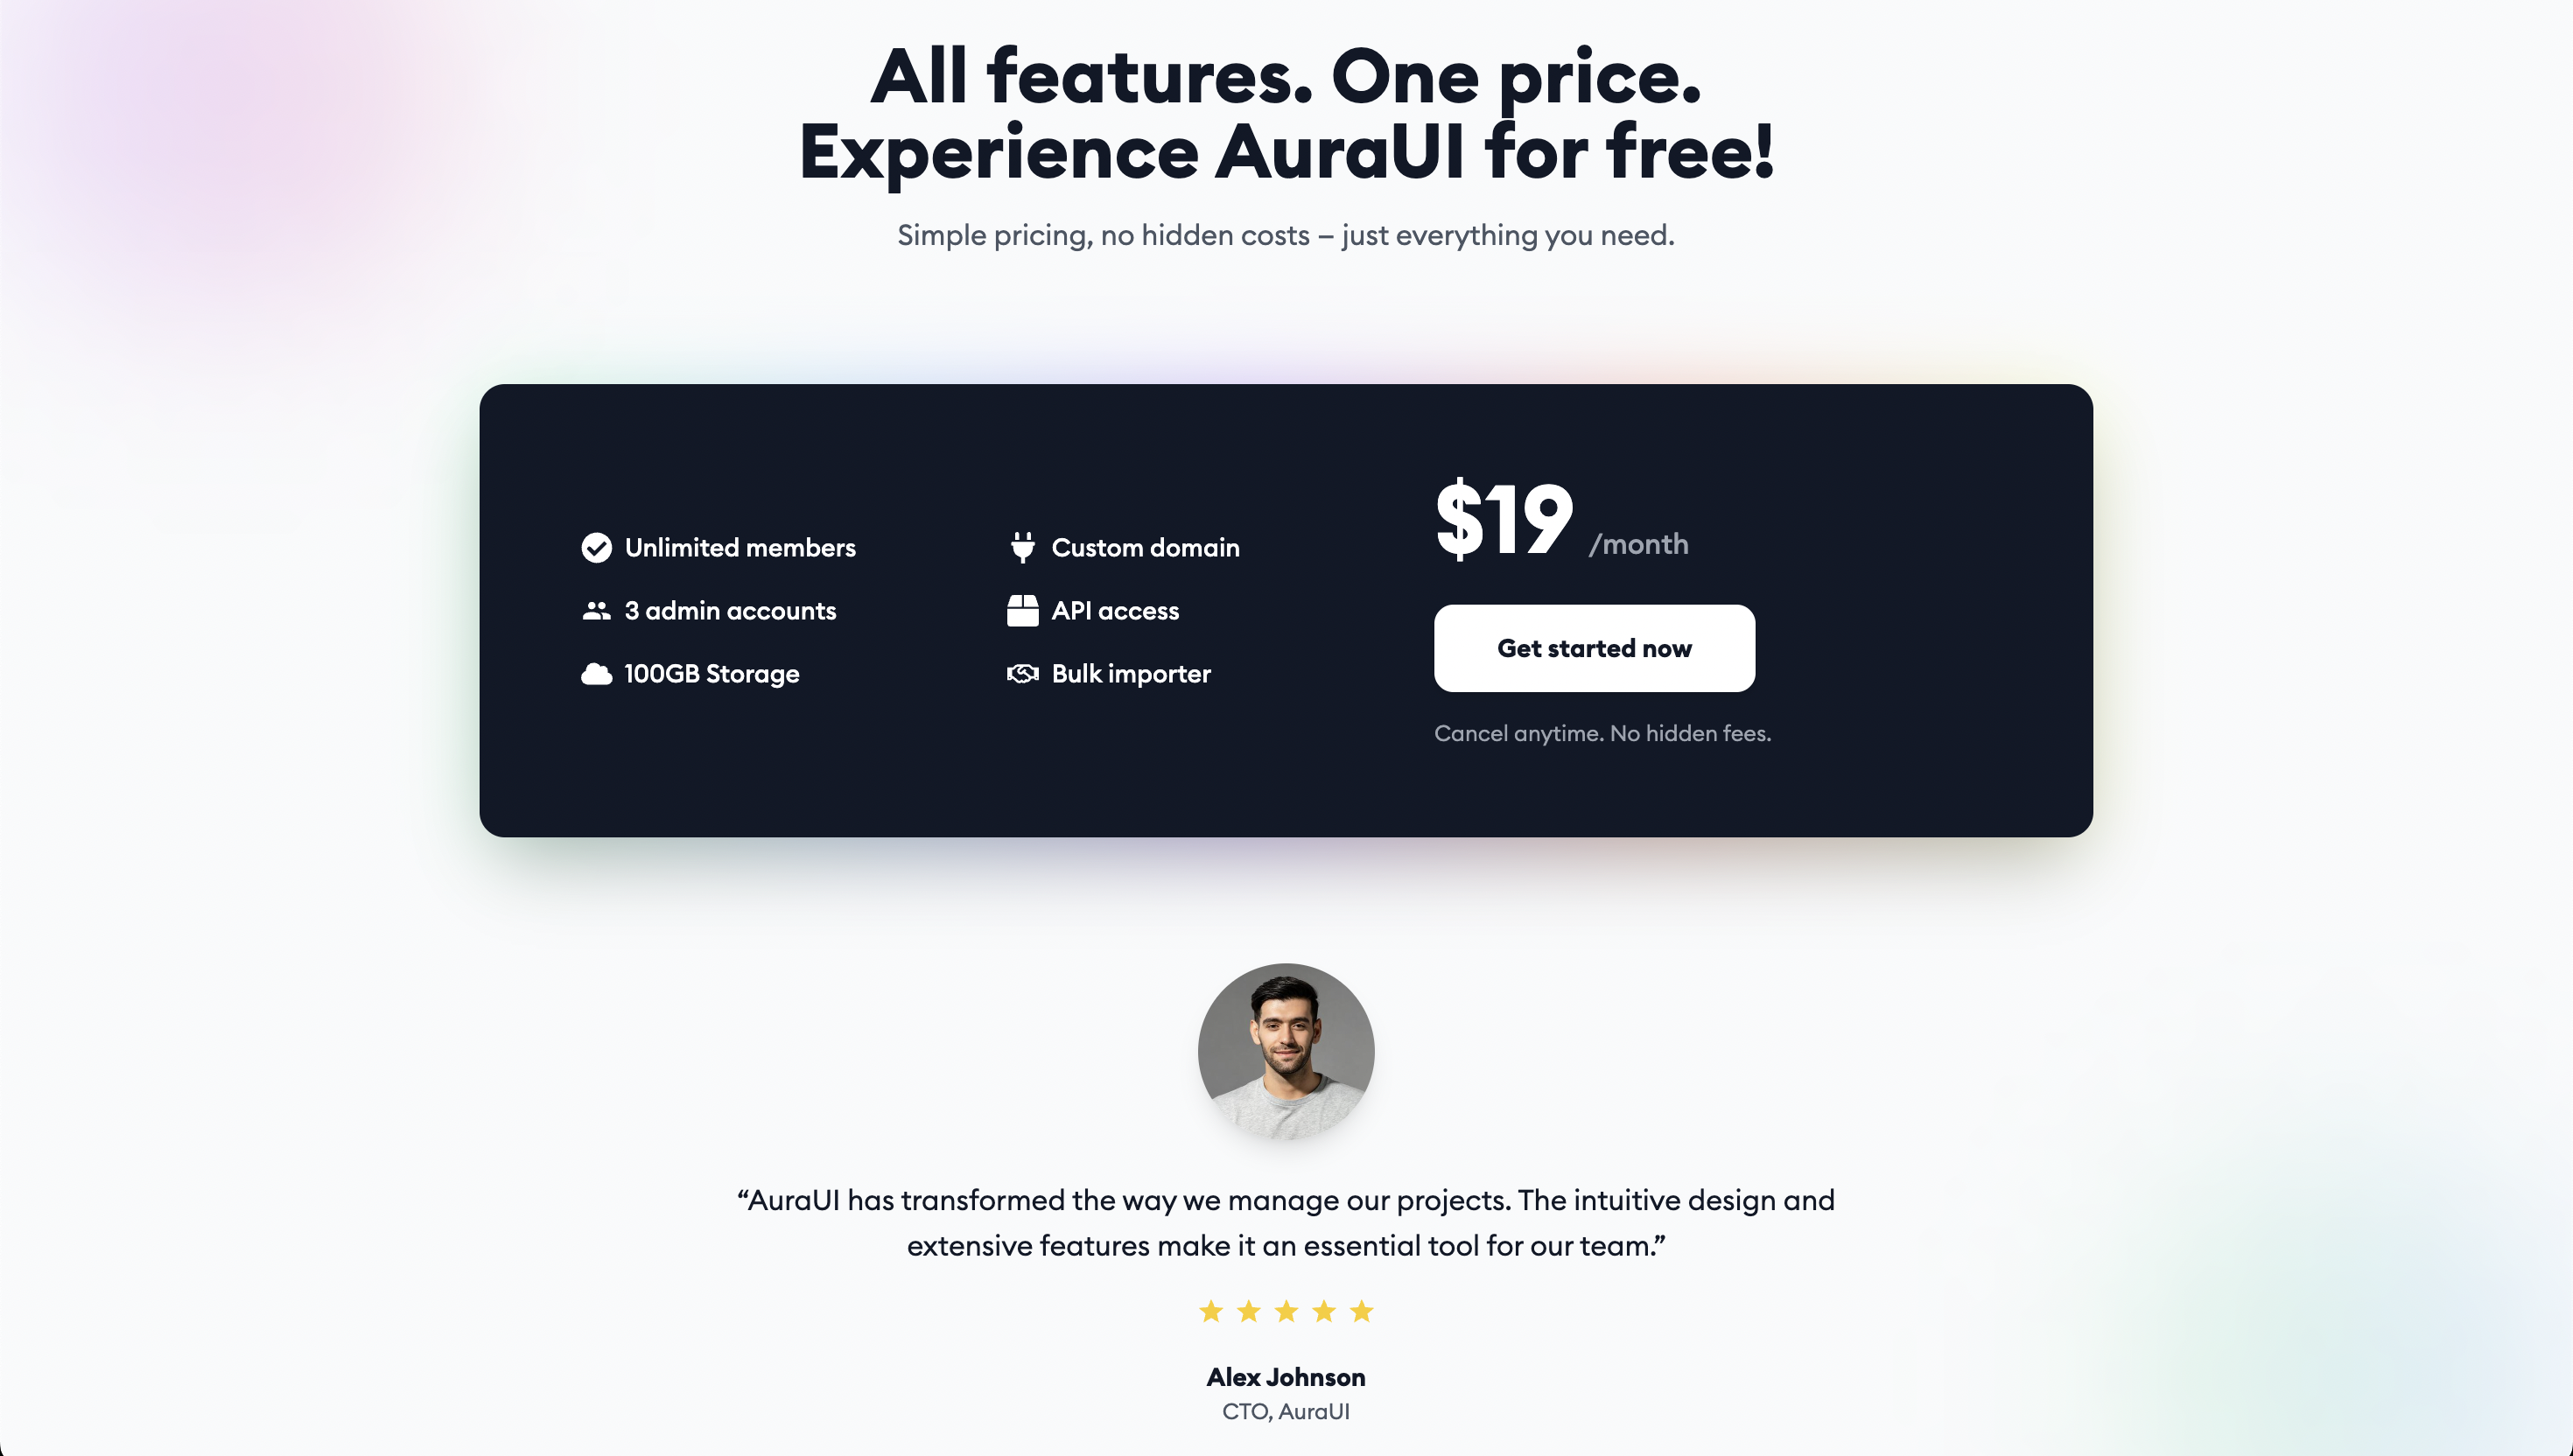 All features. One price.
Experience AuraUI for free!
Simple pricing, no hidden costs – just everything you need.
Unlimited members
3 admin accounts
100GB Storage
Custom domain
API access
Bulk importer
$19 /month
Get started now
Cancel anytime. No hidden fees.
“AuraUI has transformed the way we manage our projects. The intuitive design and
extensive features make it an essential tool for our team.”
Alex Johnson
CTO, AuraUI